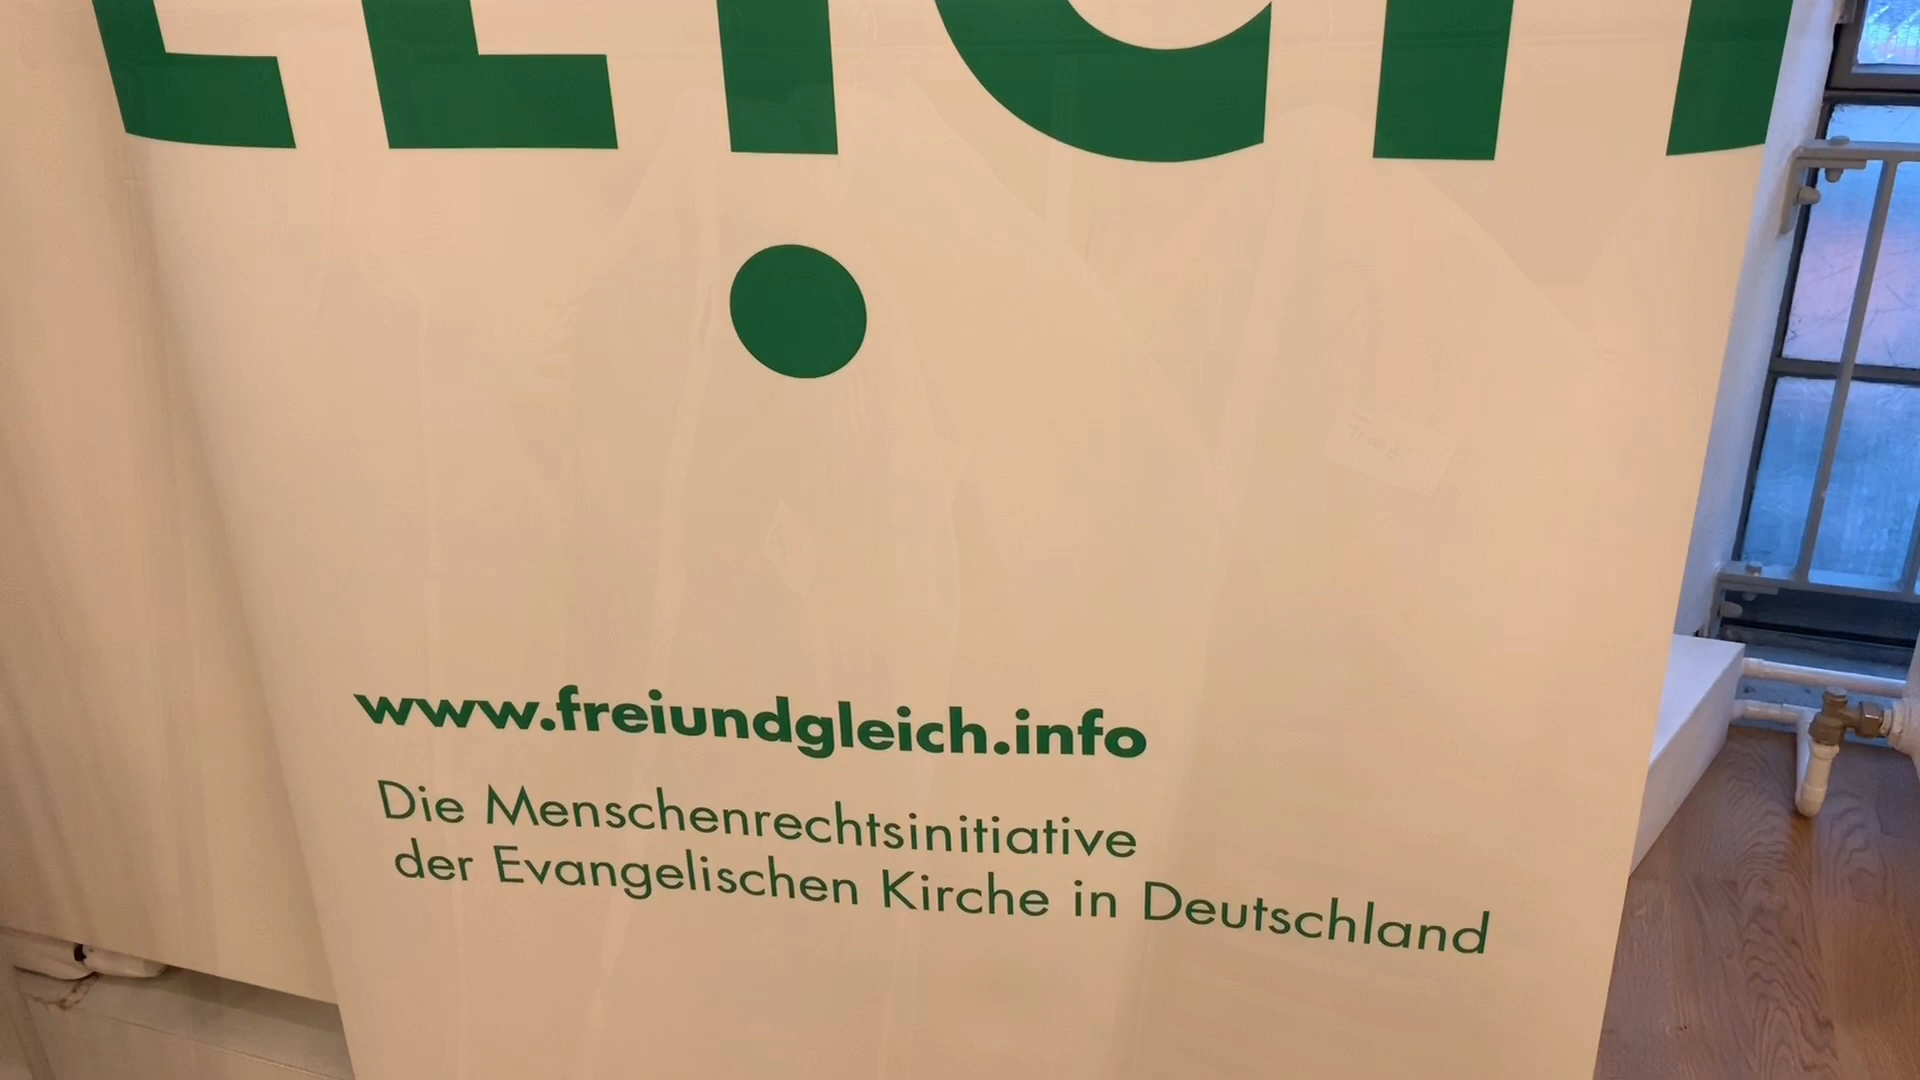 www.freiundgleich.info
Die Menschenrechtsinitiative
der Evangelischen Kirche in Deutschland